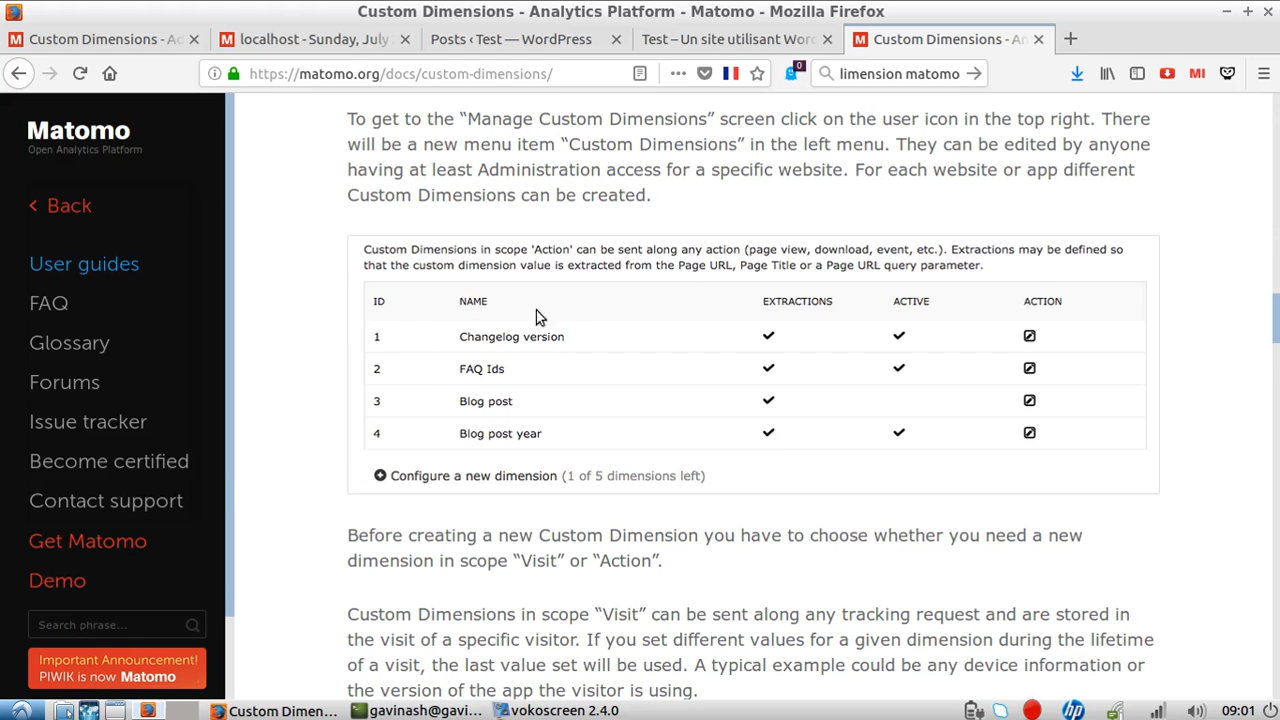 Custom Dimensions - Analytics Platform - Matomo - Mozilla Firefox
Custom Dimensions - Ad
localhost - Sunday, July
Posts ‹ Test — WordPress
Test – Un site utilisant Wor
Custom Dimensions - An
https://matomo.org/docs/custom-dimensions/
0
limension matomo
MI
Matomo
Open Analytics Platform
Back
User guides
FAQ
Glossary
Forums
Issue tracker
Become certified
Contact support
Get Matomo
Demo
Search phrase...
Important Announcement!
PIWIK is now Matomo
To get to the “Manage Custom Dimensions” screen click on the user icon in the top right. There
will be a new menu item “Custom Dimensions” in the left menu. They can be edited by anyone
having at least Administration access for a specific website. For each website or app different
Custom Dimensions can be created.
Custom Dimensions in scope 'Action' can be sent along any action (page view, download, event, etc.). Extractions may be defined so
that the custom dimension value is extracted from the Page URL, Page Title or a Page URL query parameter.
ID NAME EXTRACTIONS ACTIVE ACTION
1 Changelog version
2 FAQ Ids
3 Blog post
4 Blog post year
Configure a new dimension (1 of 5 dimensions left)
Before creating a new Custom Dimension you have to choose whether you need a new
dimension in scope “Visit” or “Action”.
Custom Dimensions in scope “Visit” can be sent along any tracking request and are stored in
the visit of a specific visitor. If you set different values for a given dimension during the lifetime
of a visit, the last value set will be used. A typical example could be any device information or
the version of the app the visitor is using.
Custom Dimen...
gavinash@gavi...
vokoscreen 2.4.0
hp
09:01